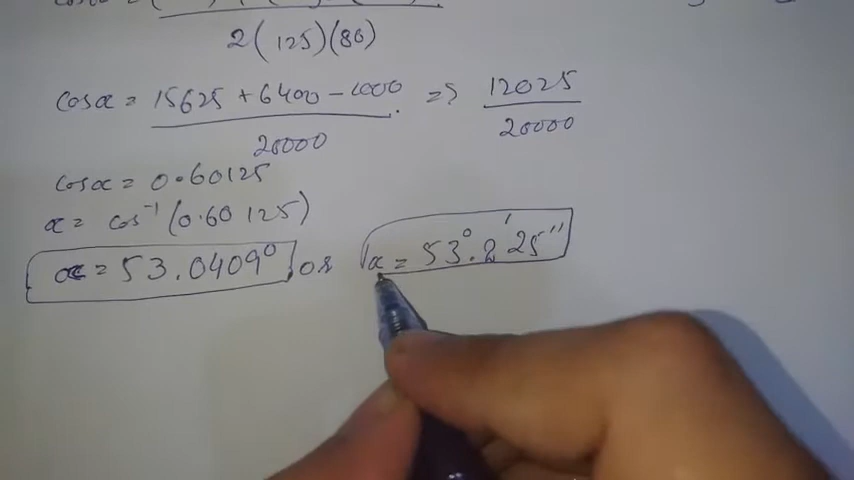 2(125)(80)
cosα = 15625 + 6400 - 10000 / 20000 => 12025 / 20000
cosα = 0.60125
α = cos⁻¹(0.60125)
α = 53.0409° or α = 53°.2'25"